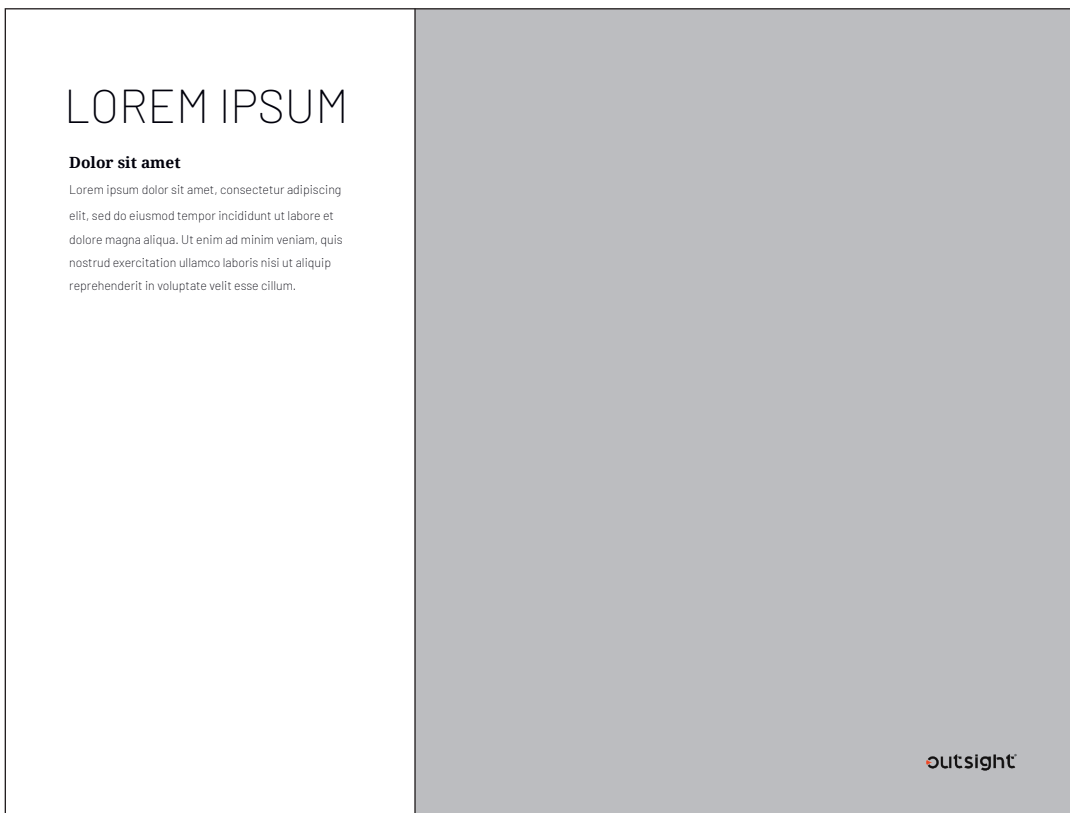 LOREM IPSUM
Dolor sit amet
Lorem ipsum dolor sit amet, consectetur adipiscing
elit, sed do eiusmod tempor incididunt ut labore et
dolore magna aliqua. Ut enim ad minim veniam, quis
nostrud exercitation ullamco laboris nisi ut aliquip
reprehenderit in voluptate velit esse cillum.
outsight